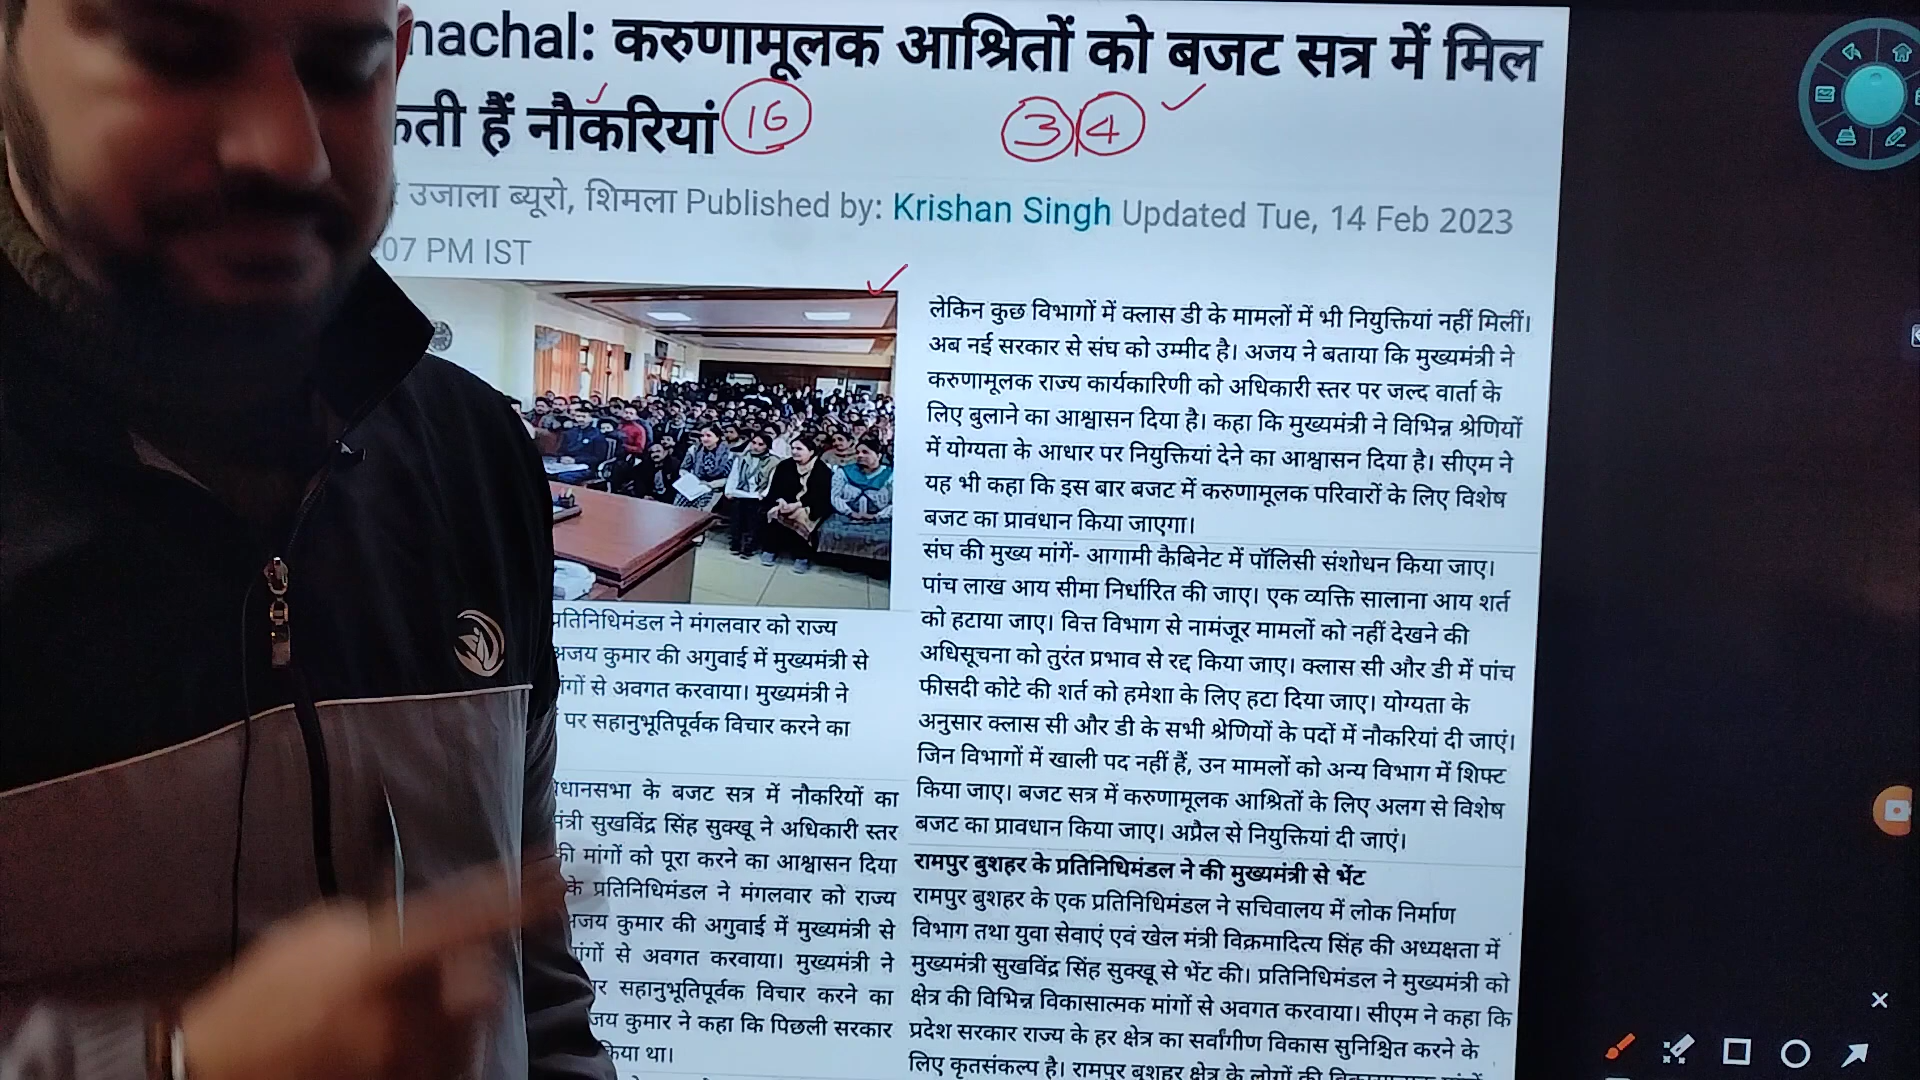 करुणामूलक आश्रितों को बजट सत्र में मिल
हैं नौकरियां 16 3 4
उजाला ब्यूरो, शिमला Published by: Krishan Singh Updated Tue, 14 Feb 2023
07 PM IST
प्रतिनिधिमंडल ने मंगलवार को राज्य
अजय कुमार की अगुवाई में मुख्यमंत्री से
से अवगत करवाया। मुख्यमंत्री ने
पर सहानुभूतिपूर्वक विचार करने का
के बजट सत्र में नौकरियों का
सुखविंद्र सिंह सुक्खू ने अधिकारी स्तर
की मांगों को पूरा करने का आश्वासन दिया
के प्रतिनिधिमंडल ने मंगलवार को राज्य
कुमार की अगुवाई में मुख्यमंत्री से
से अवगत करवाया। मुख्यमंत्री ने
सहानुभूतिपूर्वक विचार करने का
कुमार ने कहा कि पिछली सरकार
किया था।
लेकिन कुछ विभागों में क्लास डी के मामलों में भी नियुक्तियां नहीं मिलीं।
अब नई सरकार से संघ को उम्मीद है। अजय ने बताया कि मुख्यमंत्री ने
करुणामूलक राज्य कार्यकारिणी को अधिकारी स्तर पर जल्द वार्ता के
लिए बुलाने का आश्वासन दिया है। कहा कि मुख्यमंत्री ने विभिन्न श्रेणियों
में योग्यता के आधार पर नियुक्तियां देने का आश्वासन दिया है। सीएम ने
यह भी कहा कि इस बार बजट में करुणामूलक परिवारों के लिए विशेष
बजट का प्रावधान किया जाएगा।
संघ की मुख्य मांगें- आगामी कैबिनेट में पॉलिसी संशोधन किया जाए।
पांच लाख आय सीमा निर्धारित की जाए। एक व्यक्ति सालाना आय शर्त
को हटाया जाए। वित्त विभाग से नामंजूर मामलों को नहीं देखने की
अधिसूचना को तुरंत प्रभाव से रद्द किया जाए। क्लास सी और डी में पांच
फीसदी कोटे की शर्त को हमेशा के लिए हटा दिया जाए। योग्यता के
अनुसार क्लास सी और डी के सभी श्रेणियों के पदों में नौकरियां दी जाएं।
जिन विभागों में खाली पद नहीं हैं, उन मामलों को अन्य विभाग में शिफ्ट
किया जाए। बजट सत्र में करुणामूलक आश्रितों के लिए अलग से विशेष
बजट का प्रावधान किया जाए। अप्रैल से नियुक्तियां दी जाएं।
रामपुर बुशहर के प्रतिनिधिमंडल ने की मुख्यमंत्री से भेंट
रामपुर बुशहर के एक प्रतिनिधिमंडल ने सचिवालय में लोक निर्माण
विभाग तथा युवा सेवाएं एवं खेल मंत्री विक्रमादित्य सिंह की अध्यक्षता में
मुख्यमंत्री सुखविंद्र सिंह सुक्खू से भेंट की। प्रतिनिधिमंडल ने मुख्यमंत्री को
क्षेत्र की विभिन्न विकासात्मक मांगों से अवगत करवाया। सीएम ने कहा कि
प्रदेश सरकार राज्य के हर क्षेत्र का सर्वांगीण विकास सुनिश्चित करने के
लिए कृतसंकल्प है। रामपुर बुशहर क्षेत्र के लोगों की